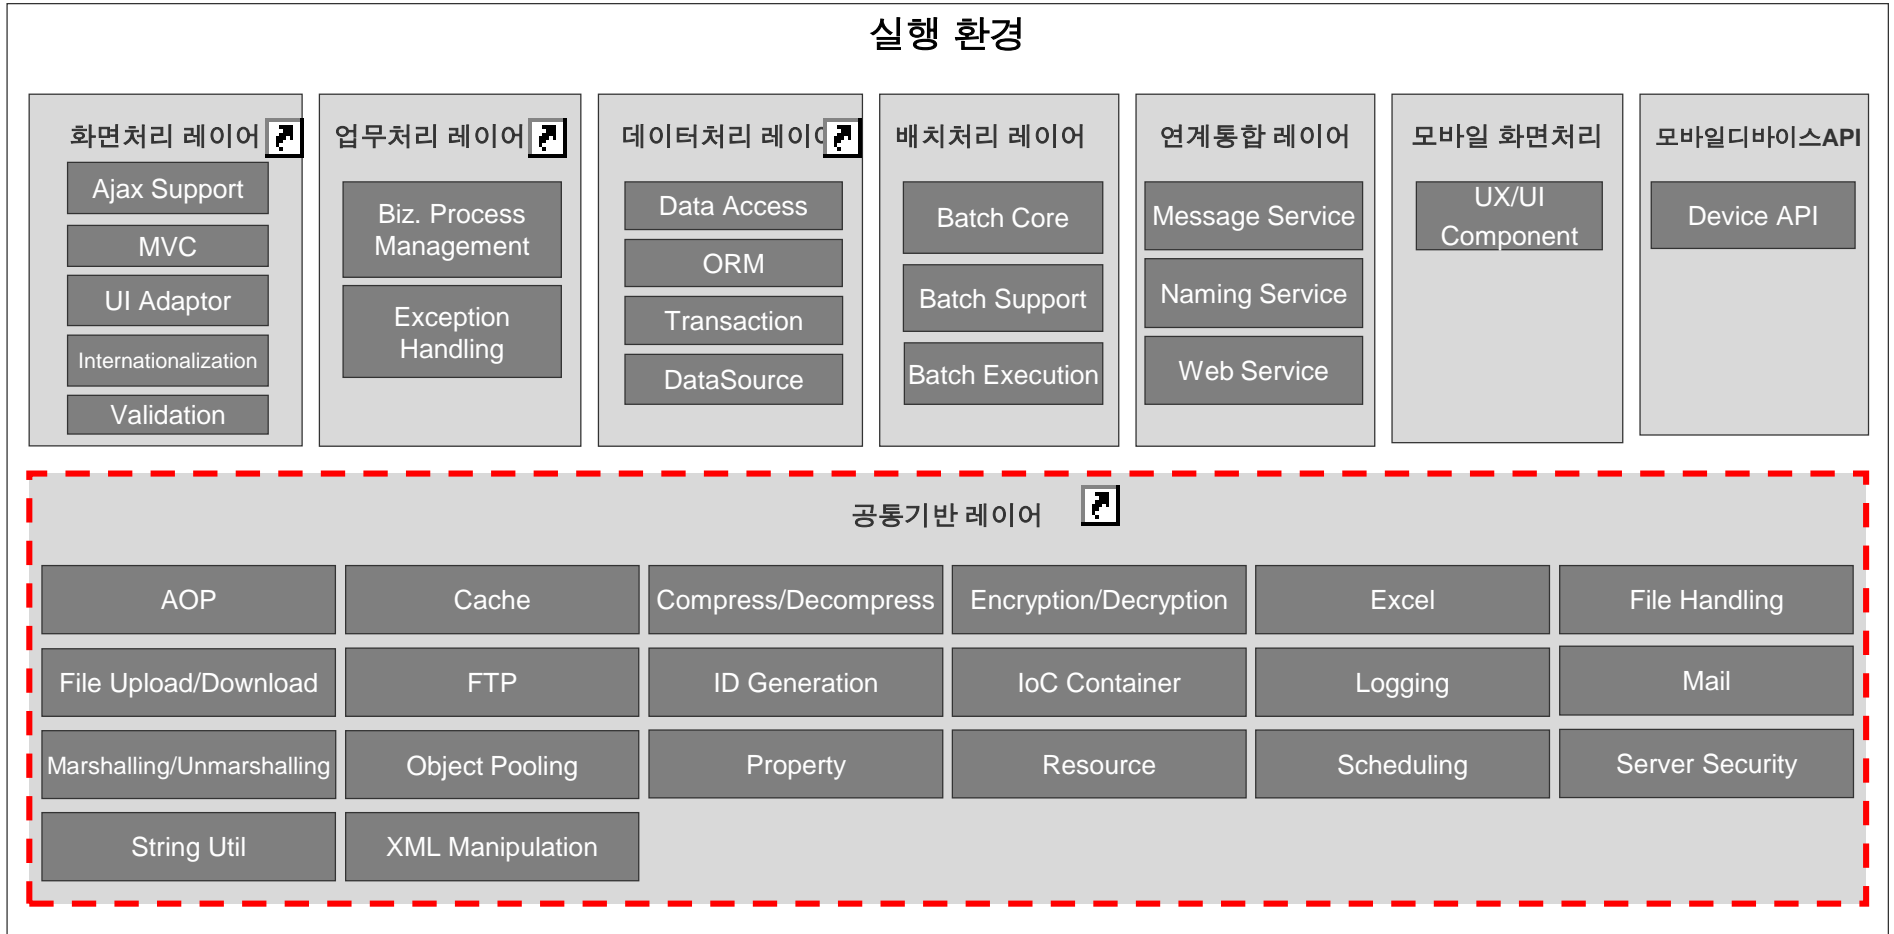 실행 환경
화면처리 레이어
Ajax Support
MVC
UI Adaptor
Internationalization
Validation
업무처리 레이어
Biz. Process
Management
Exception
Handling
데이터처리 레이어
Data Access
ORM
Transaction
DataSource
배치처리 레이어
Batch Core
Batch Support
Batch Execution
연계통합 레이어
Message Service
Naming Service
Web Service
모바일 화면처리
UX/UI
Component
모바일디바이스API
Device API
공통기반 레이어
AOP
Cache
Compress/Decompress
Encryption/Decryption
Excel
File Handling
File Upload/Download
FTP
ID Generation
IoC Container
Logging
Mail
Marshalling/Unmarshalling
Object Pooling
Property
Resource
Scheduling
Server Security
String Util
XML Manipulation